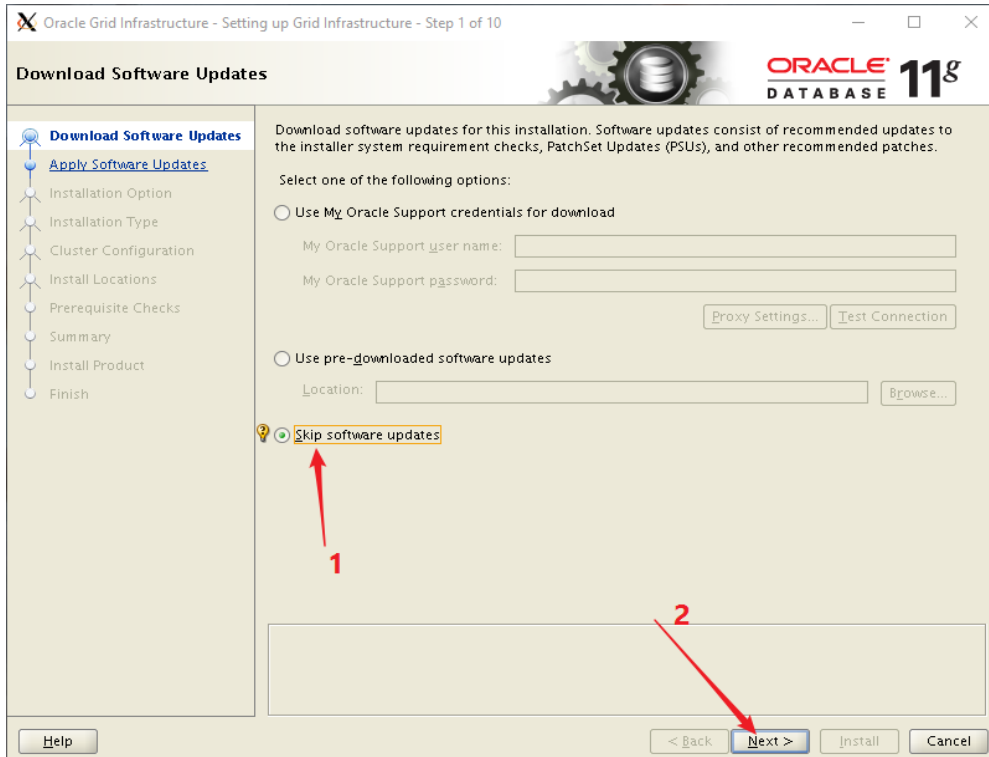 Oracle Grid Infrastructure - Setting up Grid Infrastructure - Step 1 of 10
Download Software Updates
ORACLE
DATABASE
11g
Download Software Updates
Apply Software Updates
Installation Option
Installation Type
Cluster Configuration
Install Locations
Prerequisite Checks
Summary
Install Product
Finish
Download software updates for this installation. Software updates consist of recommended updates to
the installer system requirement checks, PatchSet Updates (PSUs), and other recommended patches.
Select one of the following options:
Use My Oracle Support credentials for download
My Oracle Support user name:
My Oracle Support password:
Proxy Settings... Test Connection
Use pre-downloaded software updates
Location: Browse...
Skip software updates
1
2
Help < Back Next > Install Cancel